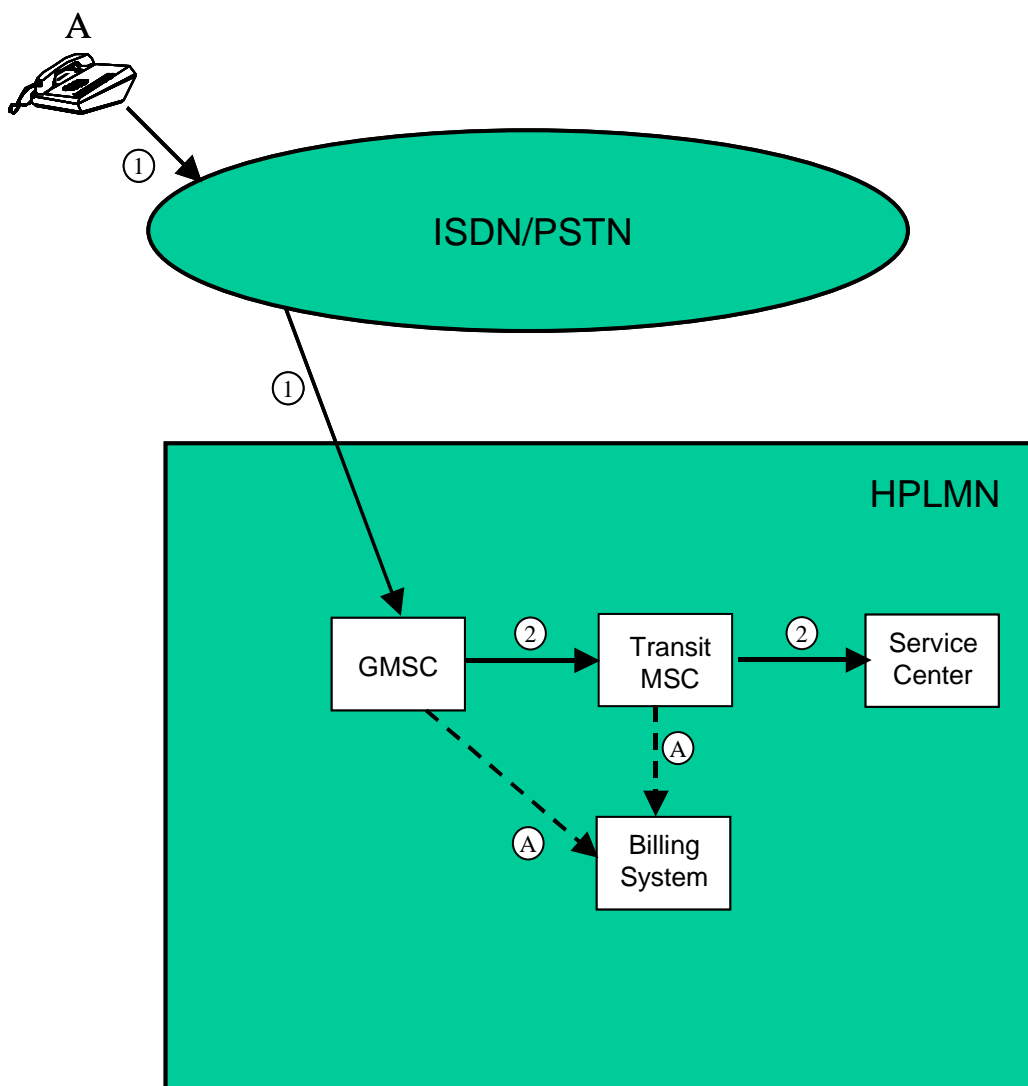 A
1
ISDN/PSTN
1
HPLMN
GMSC
2
Transit
MSC
2
Service
Center
A
A
Billing
System